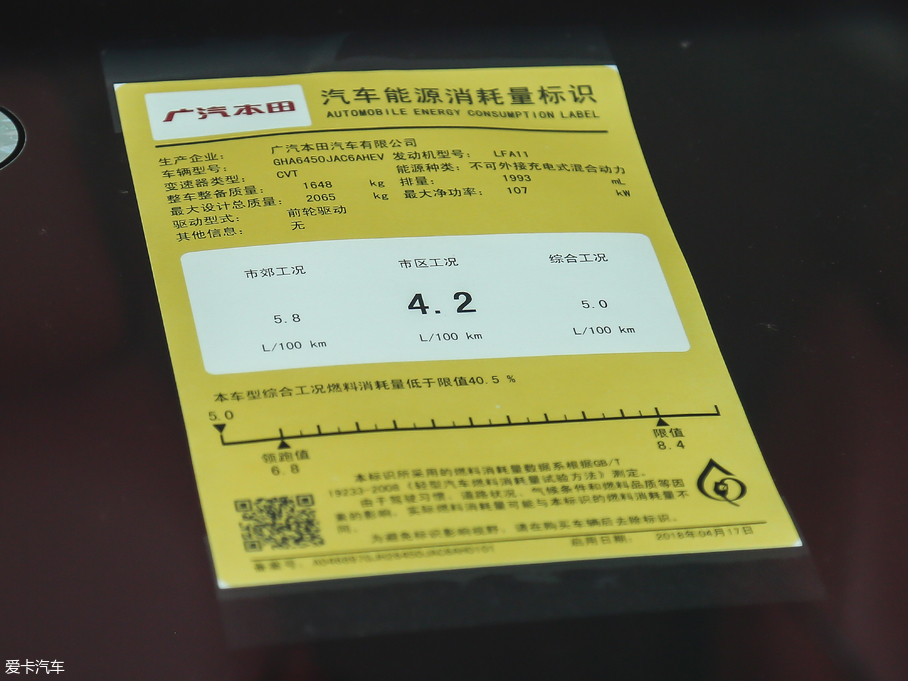 广汽本田
汽车能源消耗量标识
AUTOMOBILE ENERGY CONSUMPTION LABEL
生产企业: 广汽本田汽车有限公司
车辆型号: GHA6450JAC6AHEV 发动机型号: LFA11
变速器类型: CVT 能源种类: 不可外接充电式混合动力
整车整备质量: 1648 kg 排量: 1993 mL
最大设计总质量: 2065 kg 最大净功率: 107 kW
驱动型式: 前轮驱动
其他信息: 无
市郊工况 市区工况 综合工况
5.8 4.2 5.0
L/100 km L/100 km L/100 km
本车型综合工况燃料消耗量低于限值40.5 %
5.0
领跑值 限值
6.8 8.4
本标识所采用的燃料消耗量数据系根据GB/T
19233-2008《轻型汽车燃料消耗量试验方法》测定。
由于驾驶习惯、道路状况、气候条件和燃料品质等因
素的影响，实际燃料消耗量可能与本标识的燃料消耗量不
同。
为避免标识影响视野，请在购买车辆后去除标识。
备案号: 启用日期: 2018年04月17日
爱卡汽车